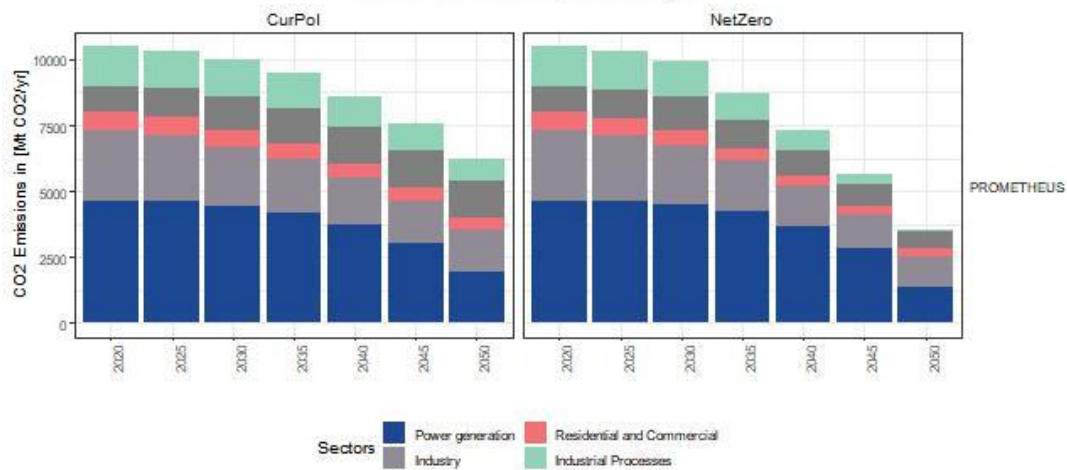 CurPol
NetZero
CO2 Emissions in [Mt CO2/yr]
10000
7500
5000
2500
0
PROMETHEUS
2020 2025 2030 2035 2040 2045 2050
2020 2025 2030 2035 2040 2045 2050
Sectors
Power generation
Residential and Commercial
Industry
Industrial Processes